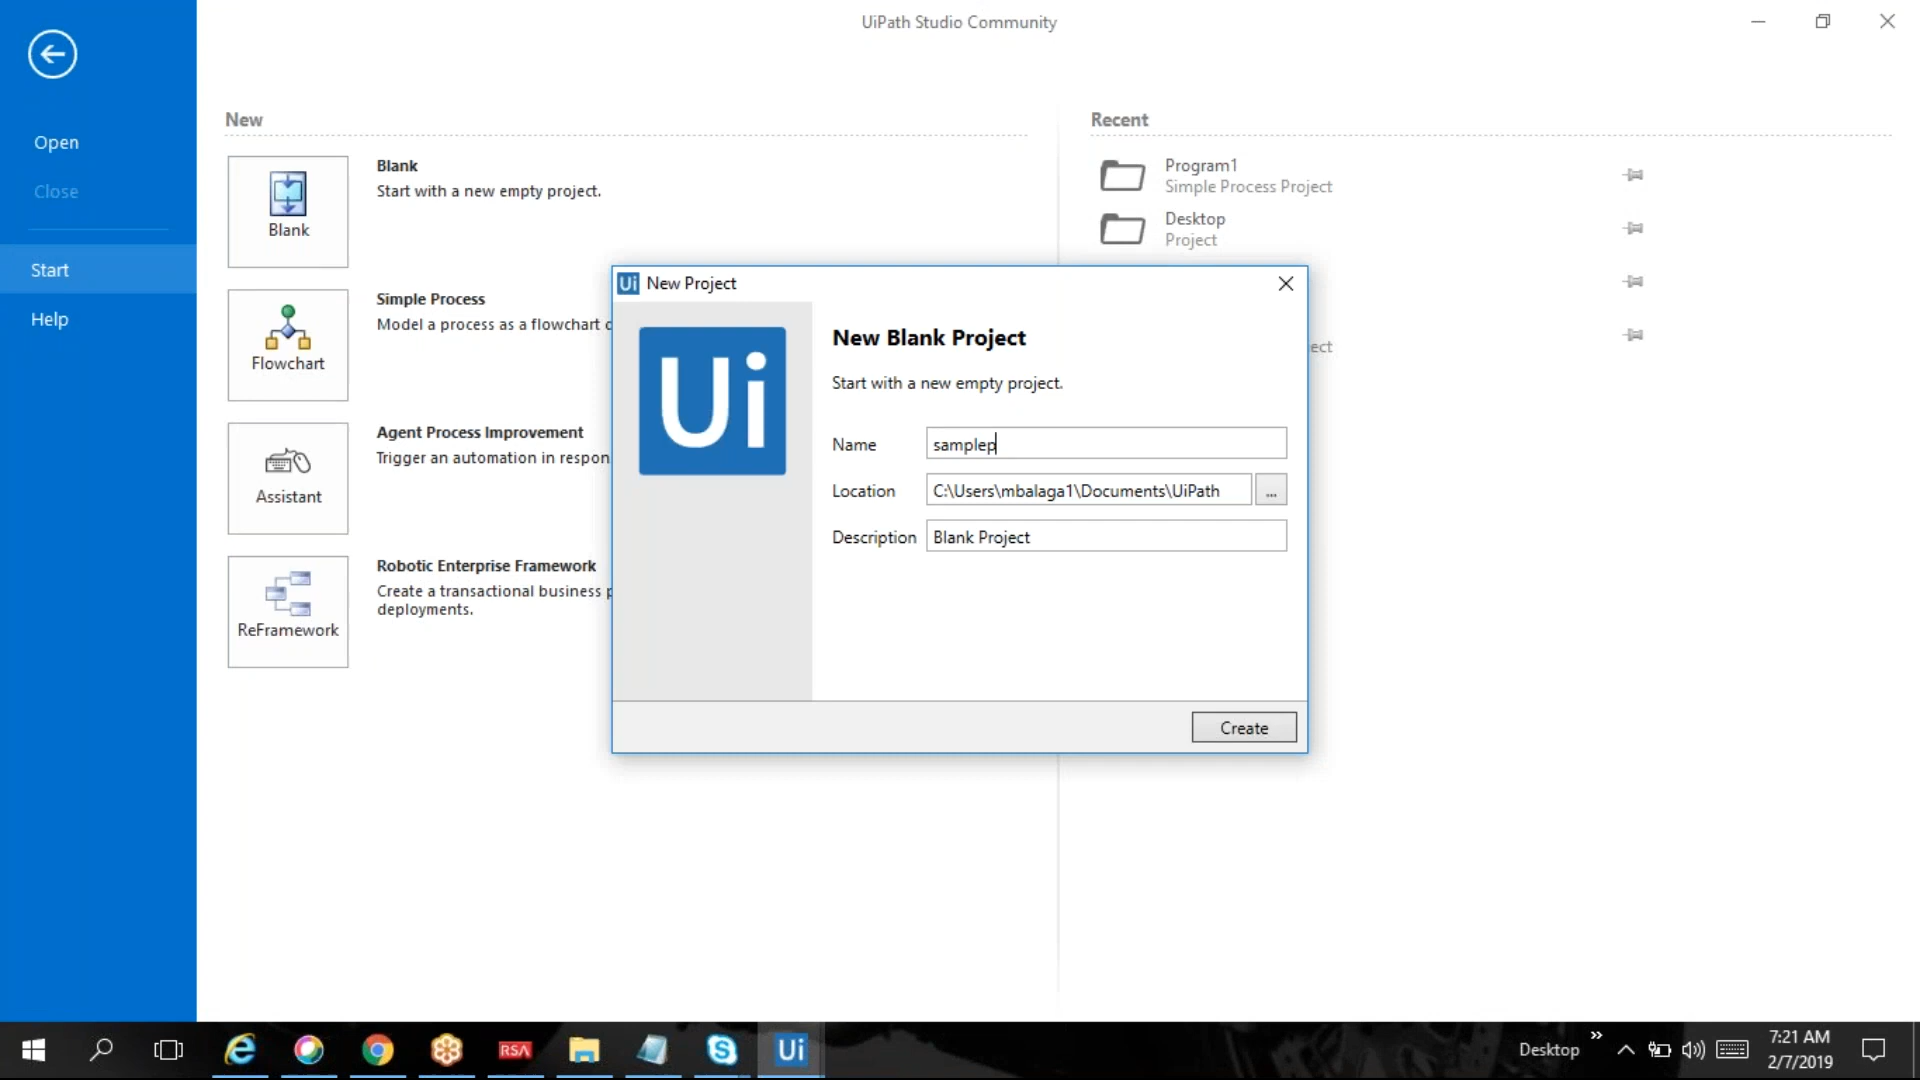 UiPath Studio Community
Open
Close
Start
Help
New
Blank
Blank
Start with a new empty project.
Flowchart
Simple Process
Model a process as a flowchart
Assistant
Agent Process Improvement
Trigger an automation in respon
ReFramework
Robotic Enterprise Framework
Create a transactional business
deployments.
Recent
Program1
Simple Process Project
Desktop
Project
ect
Ui New Project
Ui
New Blank Project
Start with a new empty project.
Name samplep
Location C:\Users\mbalaga1\Documents\UiPath ...
Description Blank Project
Create
RSA
Ui
Desktop
7:21 AM
2/7/2019